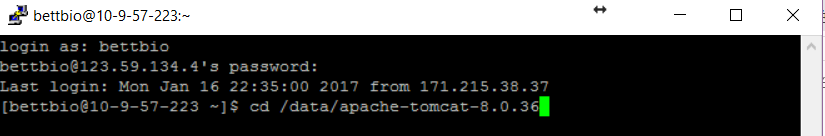 bettbio@10-9-57-223:~
login as: bettbio
bettbio@123.59.134.4's password:
Last login: Mon Jan 16 22:35:00 2017 from 171.215.38.37
[bettbio@10-9-57-223 ~]$ cd /data/apache-tomcat-8.0.36